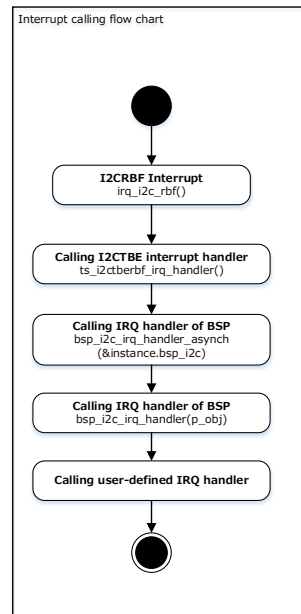 Interrupt calling flow chart
I2CRBF Interrupt
irq_i2c_rbf()
Calling I2CTBE interrupt handler
ts_i2ctberbf_irq_handler()
Calling IRQ handler of BSP
bsp_i2c_irq_handler_asynch
(&instance.bsp_i2c)
Calling IRQ handler of BSP
bsp_i2c_irq_handler(p_obj)
Calling user-defined IRQ handler